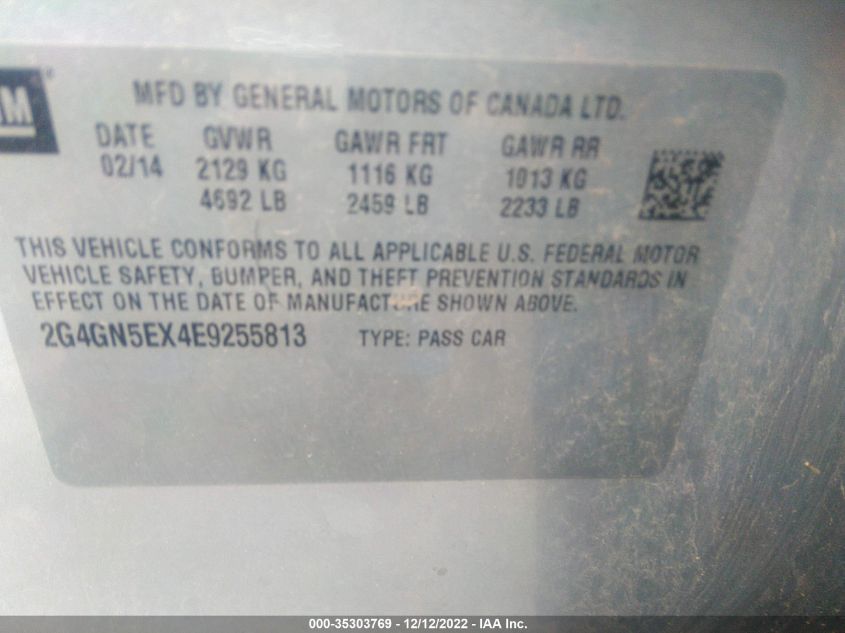 GM®
MFD BY GENERAL MOTORS OF CANADA LTD.
DATE GVWR GAWR FRT GAWR RR
02/14 2129 KG 1116 KG 1013 KG
4692 LB 2459 LB 2233 LB
THIS VEHICLE CONFORMS TO ALL APPLICABLE U.S. FEDERAL MOTOR
VEHICLE SAFETY, BUMPER, AND THEFT PREVENTION STANDARDS IN
EFFECT ON THE DATE OF MANUFACTURE SHOWN ABOVE.
2G4GN5EX4E9255813 TYPE: PASS CAR
000-35303769 - 12/12/2022 - IAA Inc.